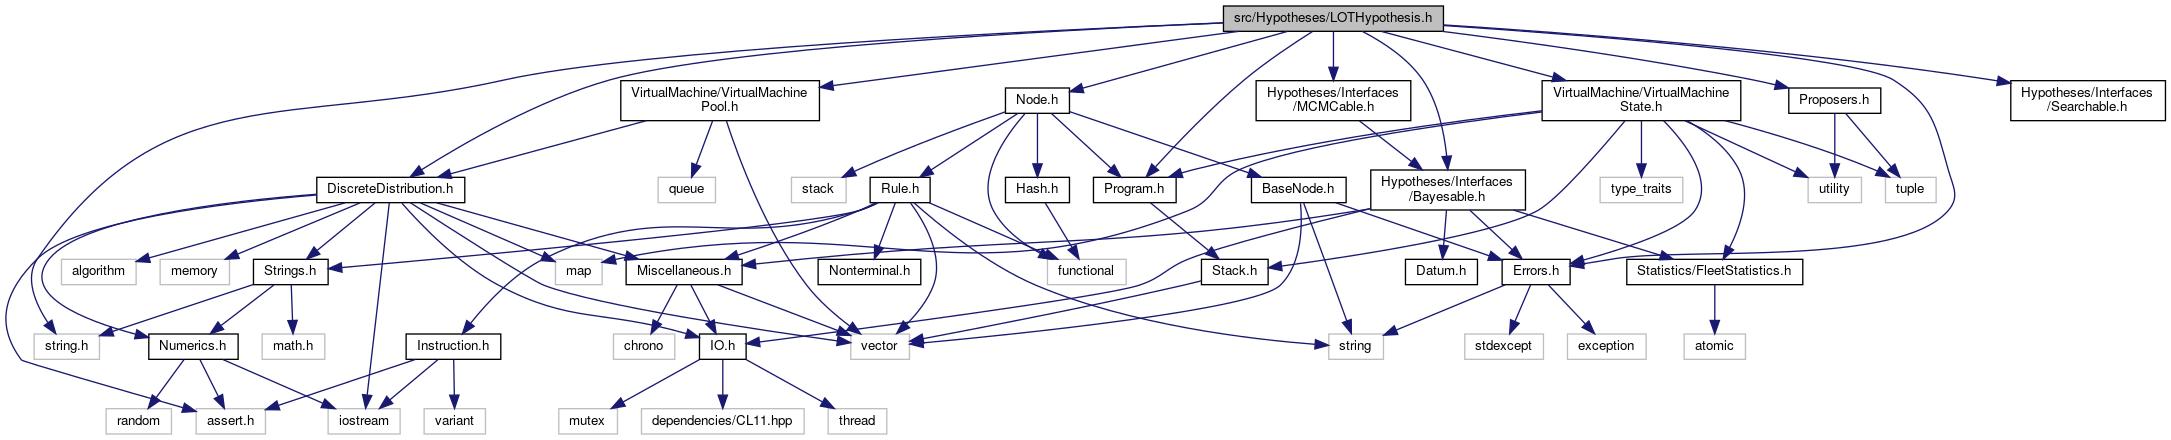 src/Hypotheses/LOTHypothesis.h
VirtualMachine/VirtualMachine
Pool.h
Node.h
Hypotheses/Interfaces
/MCMCable.h
VirtualMachine/VirtualMachine
State.h
Proposers.h
Hypotheses/Interfaces
/Searchable.h
DiscreteDistribution.h
queue
stack
Rule.h
Hash.h
Program.h
BaseNode.h
Hypotheses/Interfaces
/Bayesable.h
type_traits
utility
tuple
algorithm
memory
Strings.h
map
Miscellaneous.h
Nonterminal.h
functional
Stack.h
Datum.h
Errors.h
Statistics/FleetStatistics.h
string.h
Numerics.h
math.h
Instruction.h
chrono
IO.h
vector
string
stdexcept
exception
atomic
random
assert.h
iostream
variant
mutex
dependencies/CL11.hpp
thread